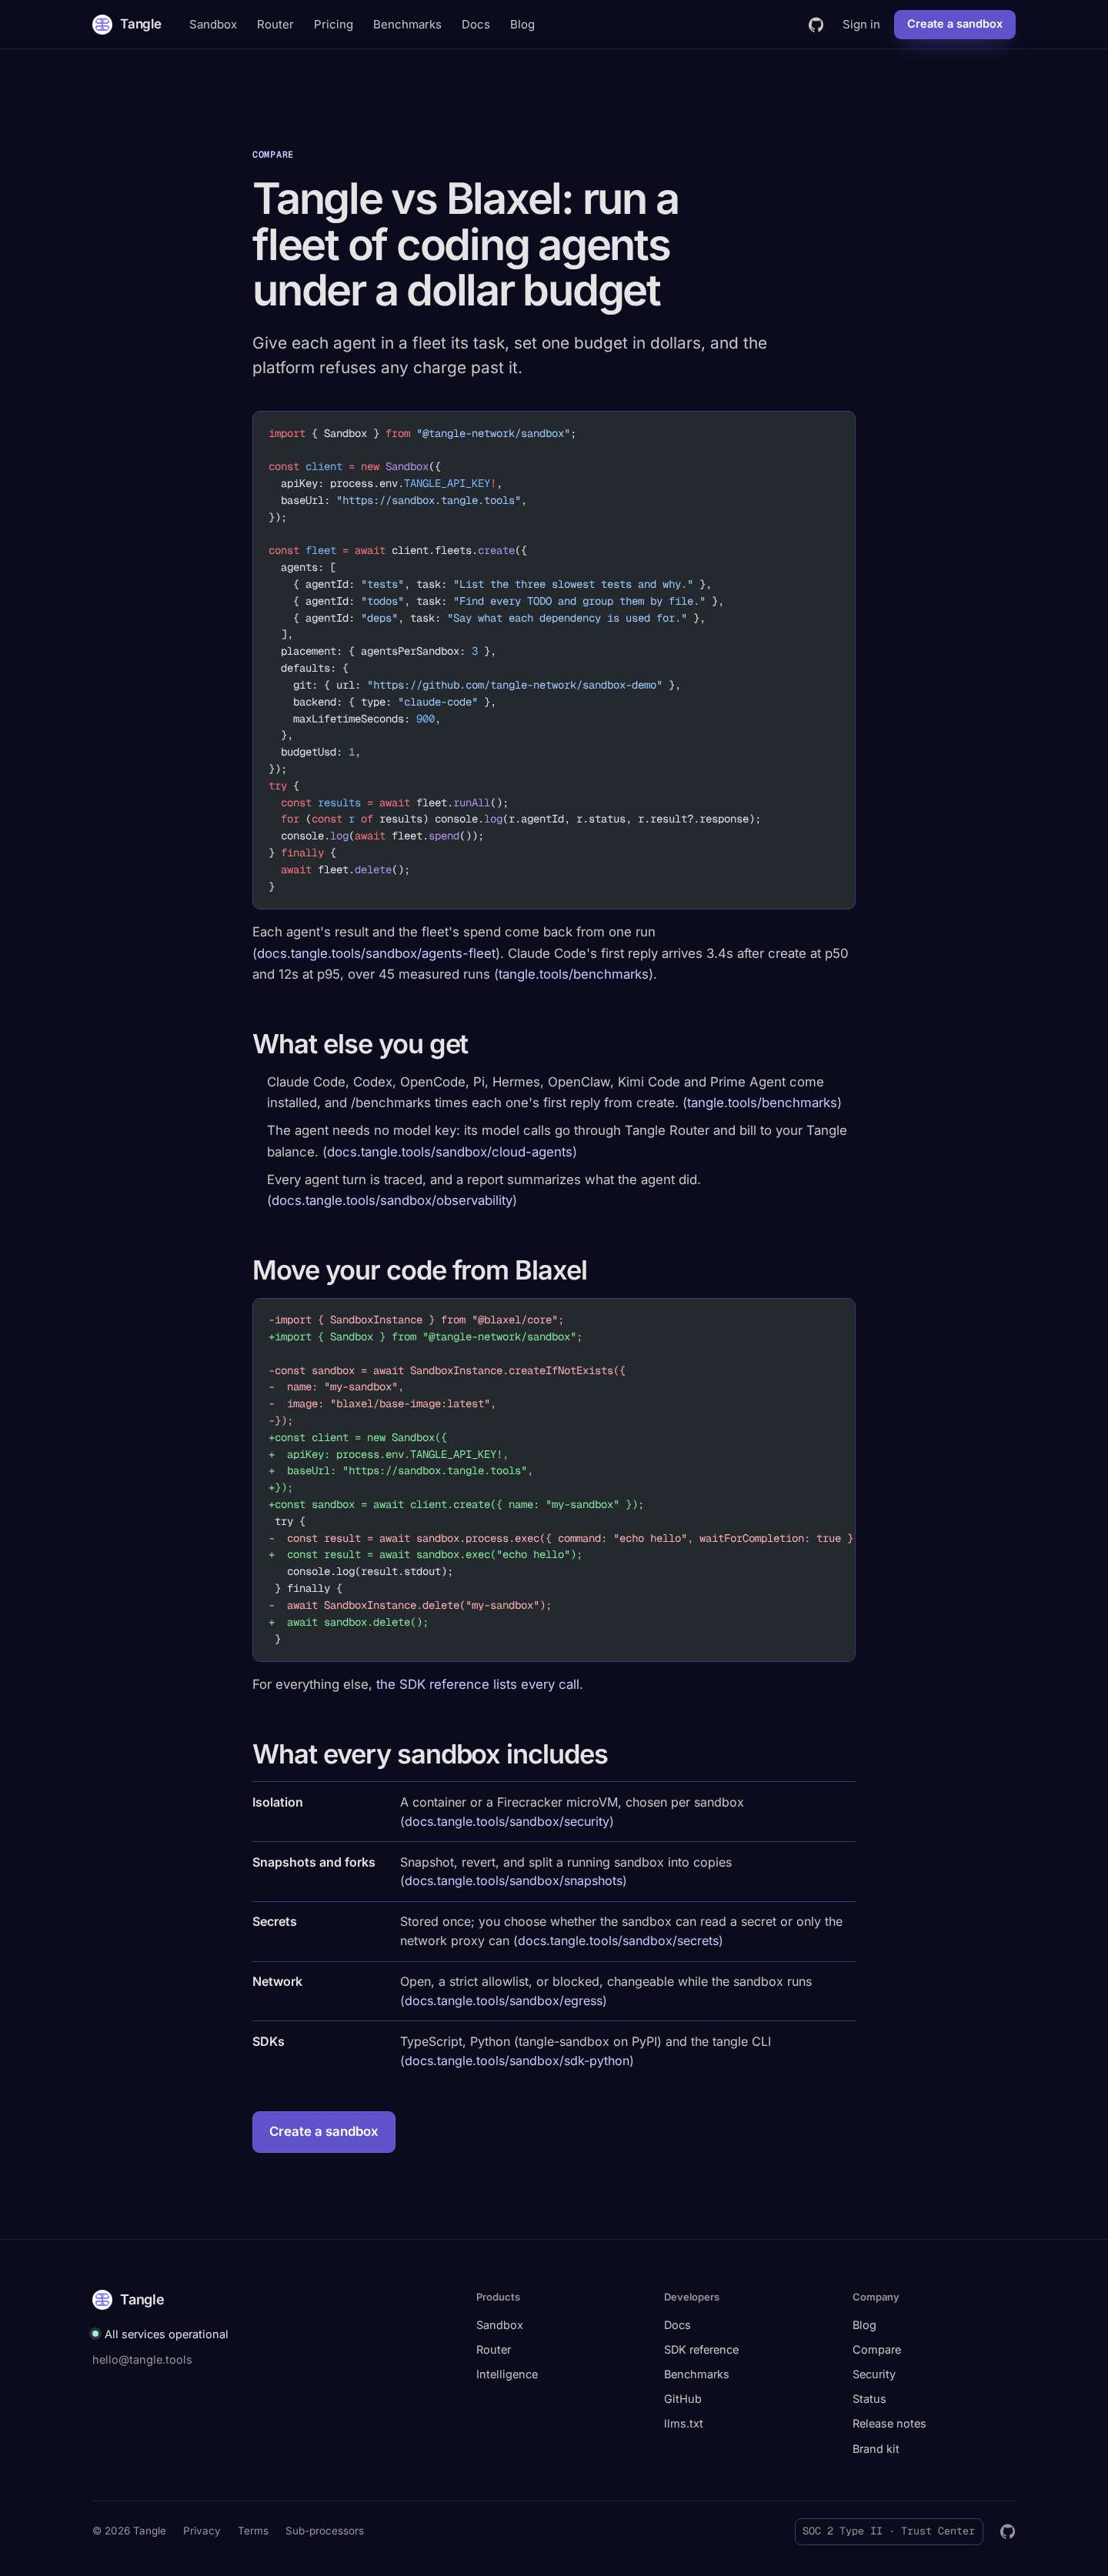 Tangle Sandbox Router Pricing Benchmarks Docs Blog Sign in Create a sandbox
COMPARE
Tangle vs Blaxel: run a
fleet of coding agents
under a dollar budget
Give each agent in a fleet its task, set one budget in dollars, and the
platform refuses any charge past it.
import { Sandbox } from "@tangle-network/sandbox";
const client = new Sandbox({
  apiKey: process.env.TANGLE_API_KEY!,
  baseUrl: "https://sandbox.tangle.tools",
});
const fleet = await client.fleets.create({
  agents: [
    { agentId: "tests", task: "List the three slowest tests and why." },
    { agentId: "todos", task: "Find every TODO and group them by file." },
    { agentId: "deps", task: "Say what each dependency is used for." },
  ],
  placement: { agentsPerSandbox: 3 },
  defaults: {
    git: { url: "https://github.com/tangle-network/sandbox-demo" },
    backend: { type: "claude-code" },
    maxLifetimeSeconds: 900,
  },
  budgetUsd: 1,
});
try {
  const results = await fleet.runAll();
  for (const r of results) console.log(r.agentId, r.status, r.result?.response);
  console.log(await fleet.spend());
} finally {
  await fleet.delete();
}
Each agent's result and the fleet's spend come back from one run
(docs.tangle.tools/sandbox/agents-fleet). Claude Code's first reply arrives 3.4s after create at p50
and 12s at p95, over 45 measured runs (tangle.tools/benchmarks).
What else you get
Claude Code, Codex, OpenCode, Pi, Hermes, OpenClaw, Kimi Code and Prime Agent come
installed, and /benchmarks times each one's first reply from create. (tangle.tools/benchmarks)
The agent needs no model key: its model calls go through Tangle Router and bill to your Tangle
balance. (docs.tangle.tools/sandbox/cloud-agents)
Every agent turn is traced, and a report summarizes what the agent did.
(docs.tangle.tools/sandbox/observability)
Move your code from Blaxel
-import { SandboxInstance } from "@blaxel/core";
+import { Sandbox } from "@tangle-network/sandbox";
-const sandbox = await SandboxInstance.createIfNotExists({
-  name: "my-sandbox",
-  image: "blaxel/base-image:latest",
-});
+const client = new Sandbox({
+  apiKey: process.env.TANGLE_API_KEY!,
+  baseUrl: "https://sandbox.tangle.tools",
+});
+const sandbox = await client.create({ name: "my-sandbox" });
 try {
-  const result = await sandbox.process.exec({ command: "echo hello", waitForCompletion: true }
+  const result = await sandbox.exec("echo hello");
   console.log(result.stdout);
 } finally {
-  await SandboxInstance.delete("my-sandbox");
+  await sandbox.delete();
 }
For everything else, the SDK reference lists every call.
What every sandbox includes
Isolation A container or a Firecracker microVM, chosen per sandbox
(docs.tangle.tools/sandbox/security)
Snapshots and forks Snapshot, revert, and split a running sandbox into copies
(docs.tangle.tools/sandbox/snapshots)
Secrets Stored once; you choose whether the sandbox can read a secret or only the
network proxy can (docs.tangle.tools/sandbox/secrets)
Network Open, a strict allowlist, or blocked, changeable while the sandbox runs
(docs.tangle.tools/sandbox/egress)
SDKs TypeScript, Python (tangle-sandbox on PyPI) and the tangle CLI
(docs.tangle.tools/sandbox/sdk-python)
Create a sandbox
Tangle
All services operational
hello@tangle.tools
Products
Sandbox
Router
Intelligence
Developers
Docs
SDK reference
Benchmarks
GitHub
llms.txt
Company
Blog
Compare
Security
Status
Release notes
Brand kit
© 2026 Tangle Privacy Terms Sub-processors SOC 2 Type II · Trust Center